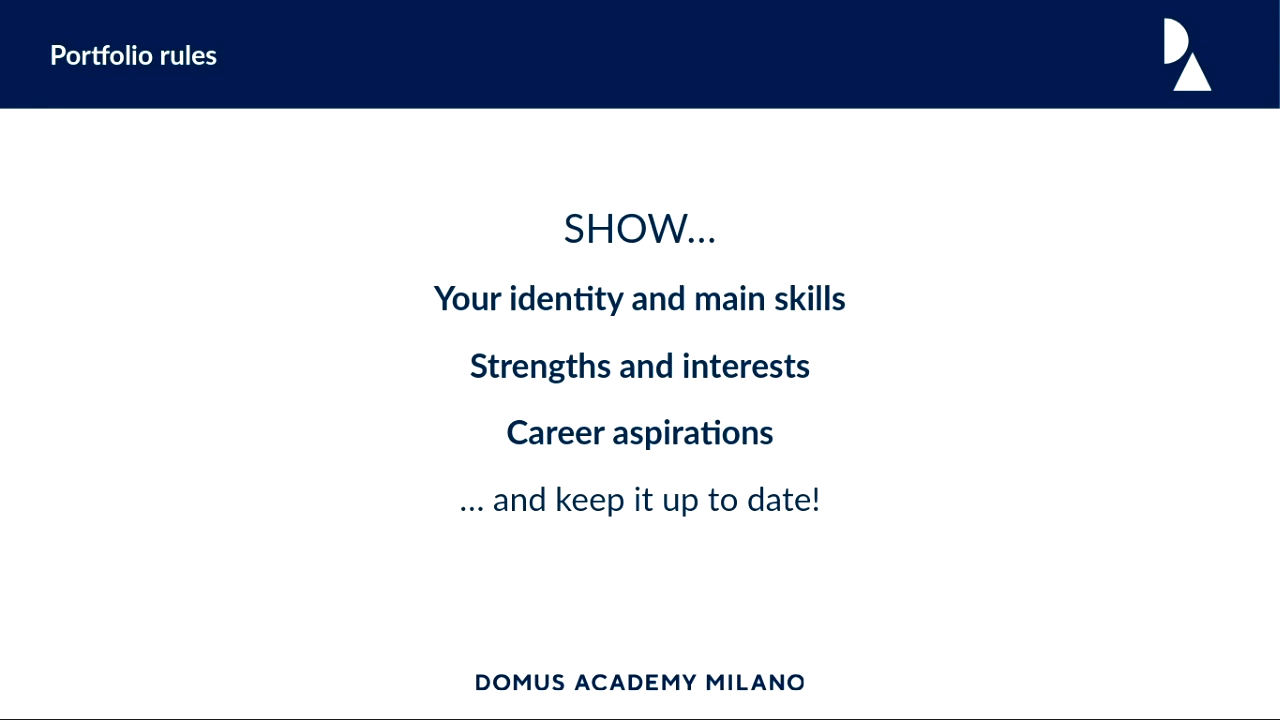 Portfolio rules
SHOW...
Your identity and main skills
Strengths and interests
Career aspirations
... and keep it up to date!
DOMUS ACADEMY MILANO